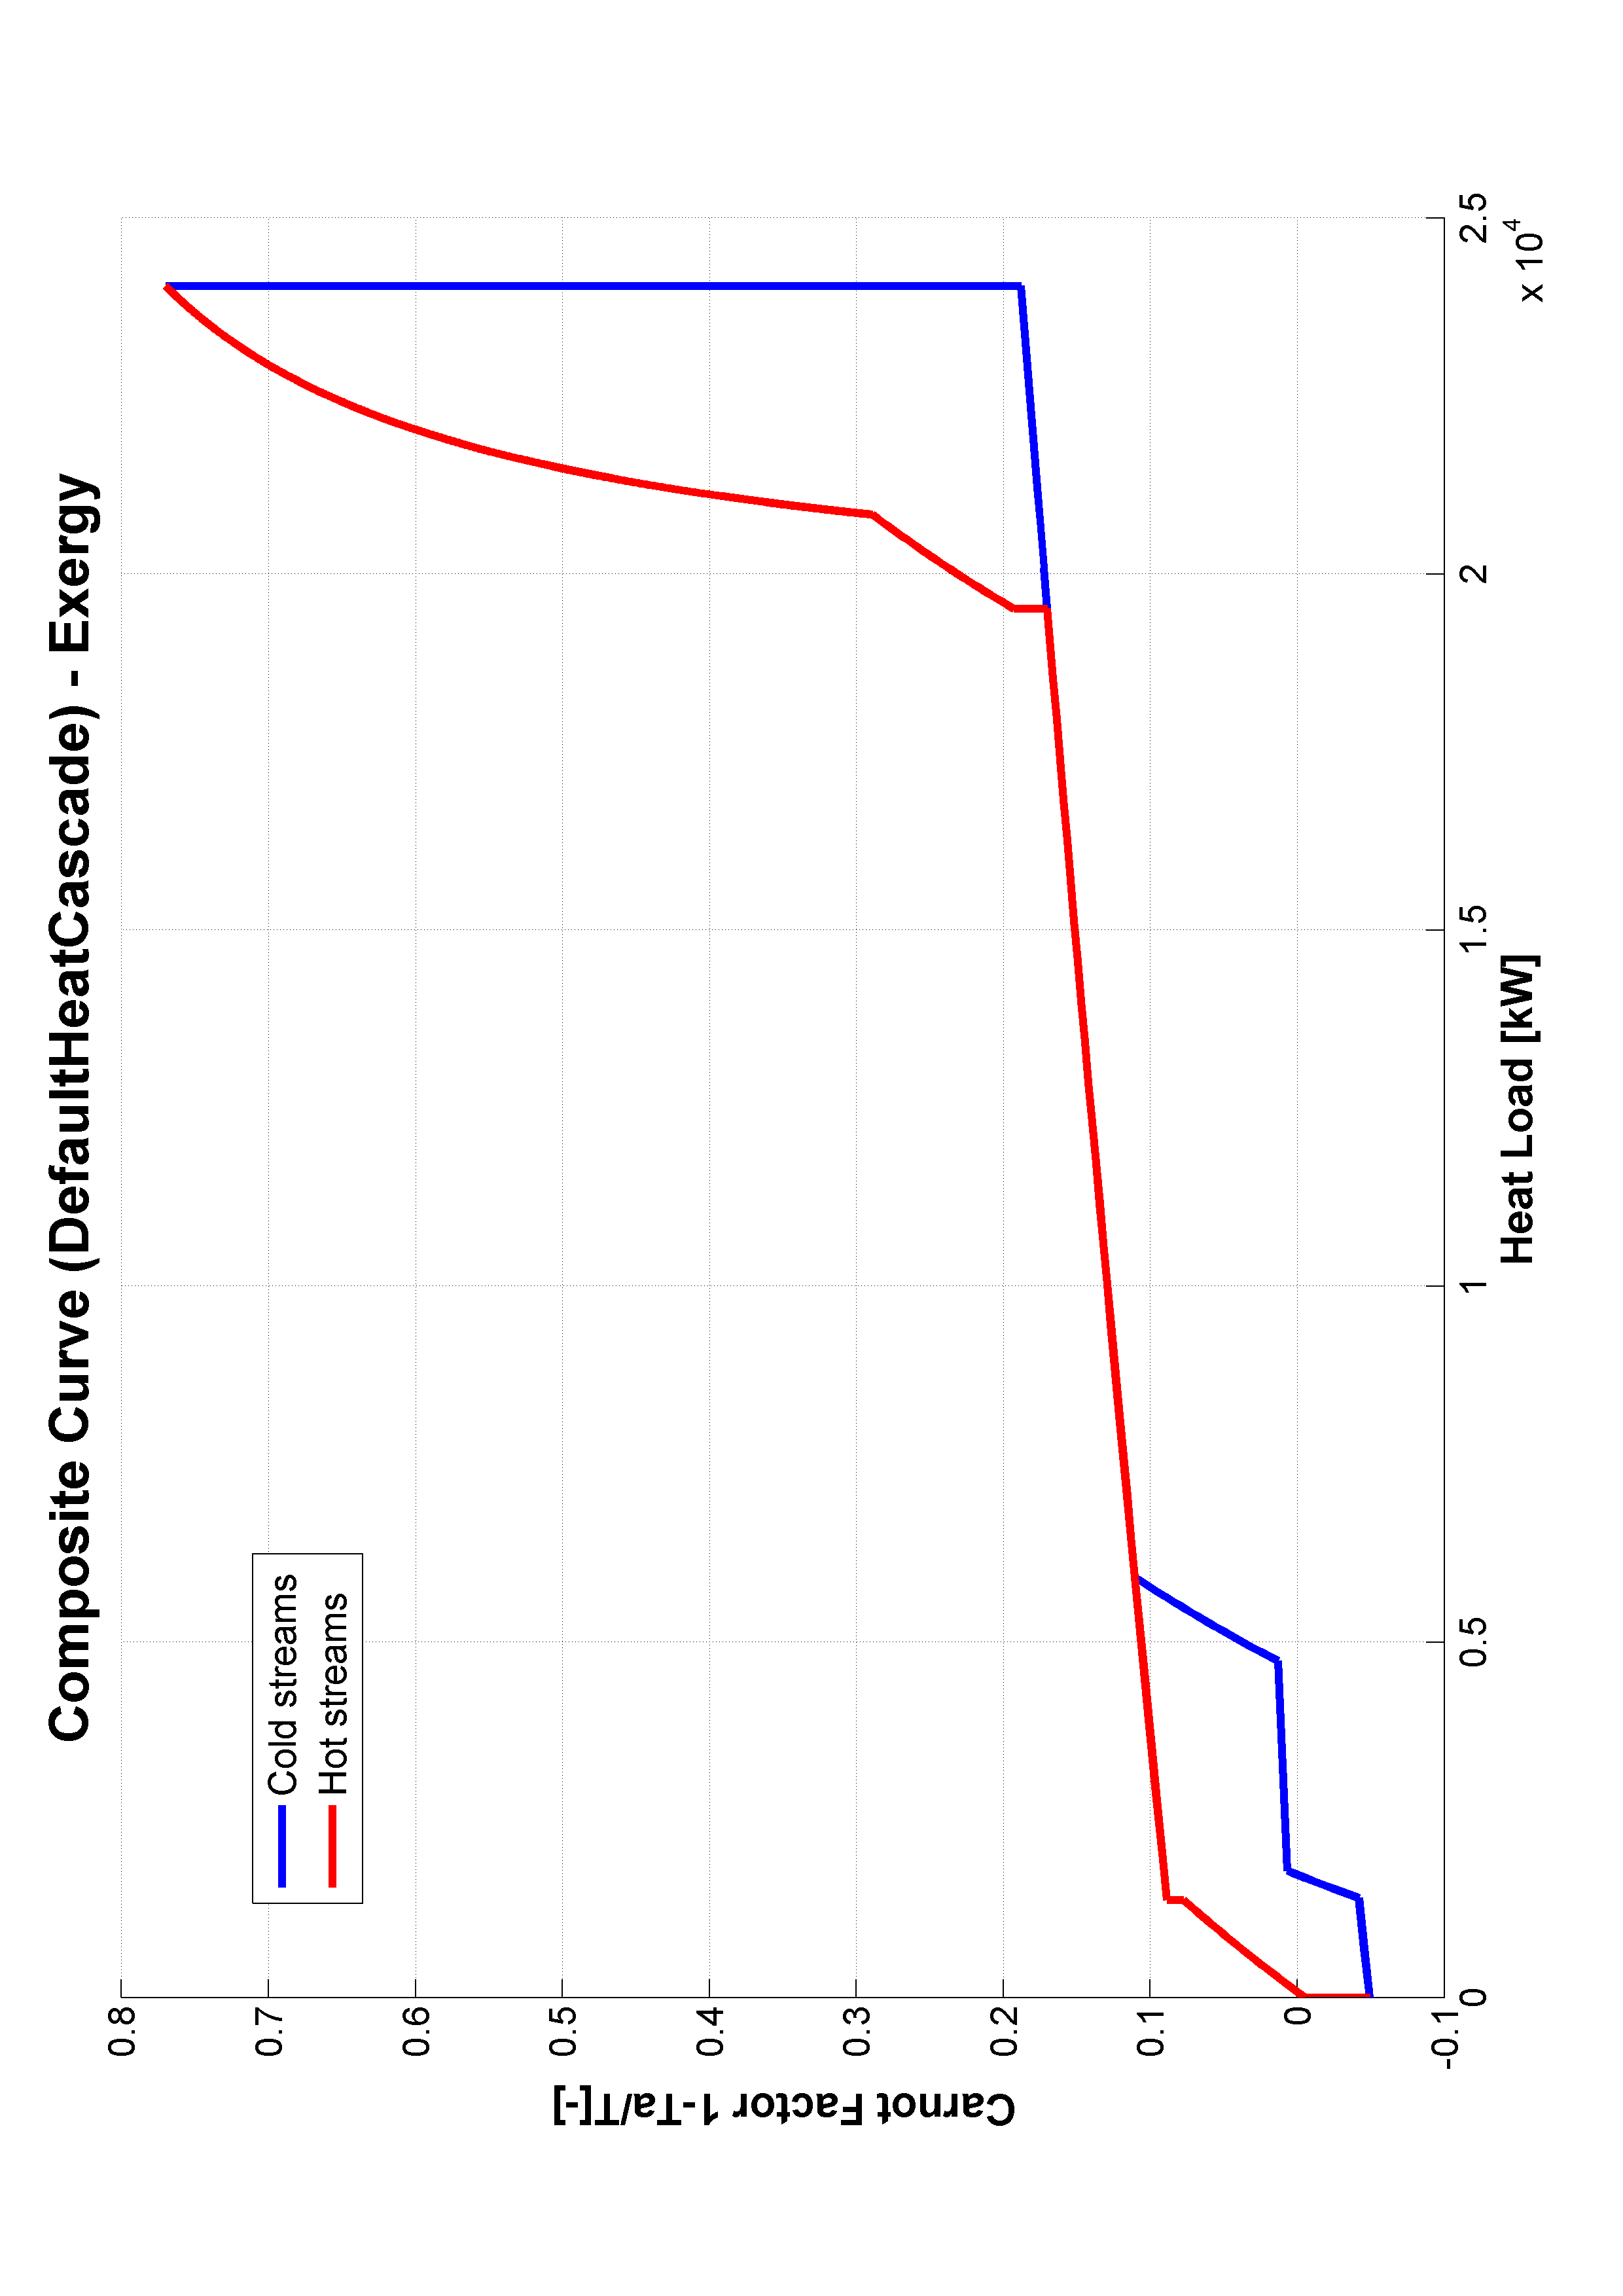 Composite Curve (DefaultHeatCascade) - Exergy
Cold streams
Hot streams
Carnot Factor 1-Ta/T[-]
0.8
0.7
0.6
0.5
0.4
0.3
0.2
0.1
0
-0.1
0
0.5
1
1.5
2
2.5
x 10^4
Heat Load [kW]